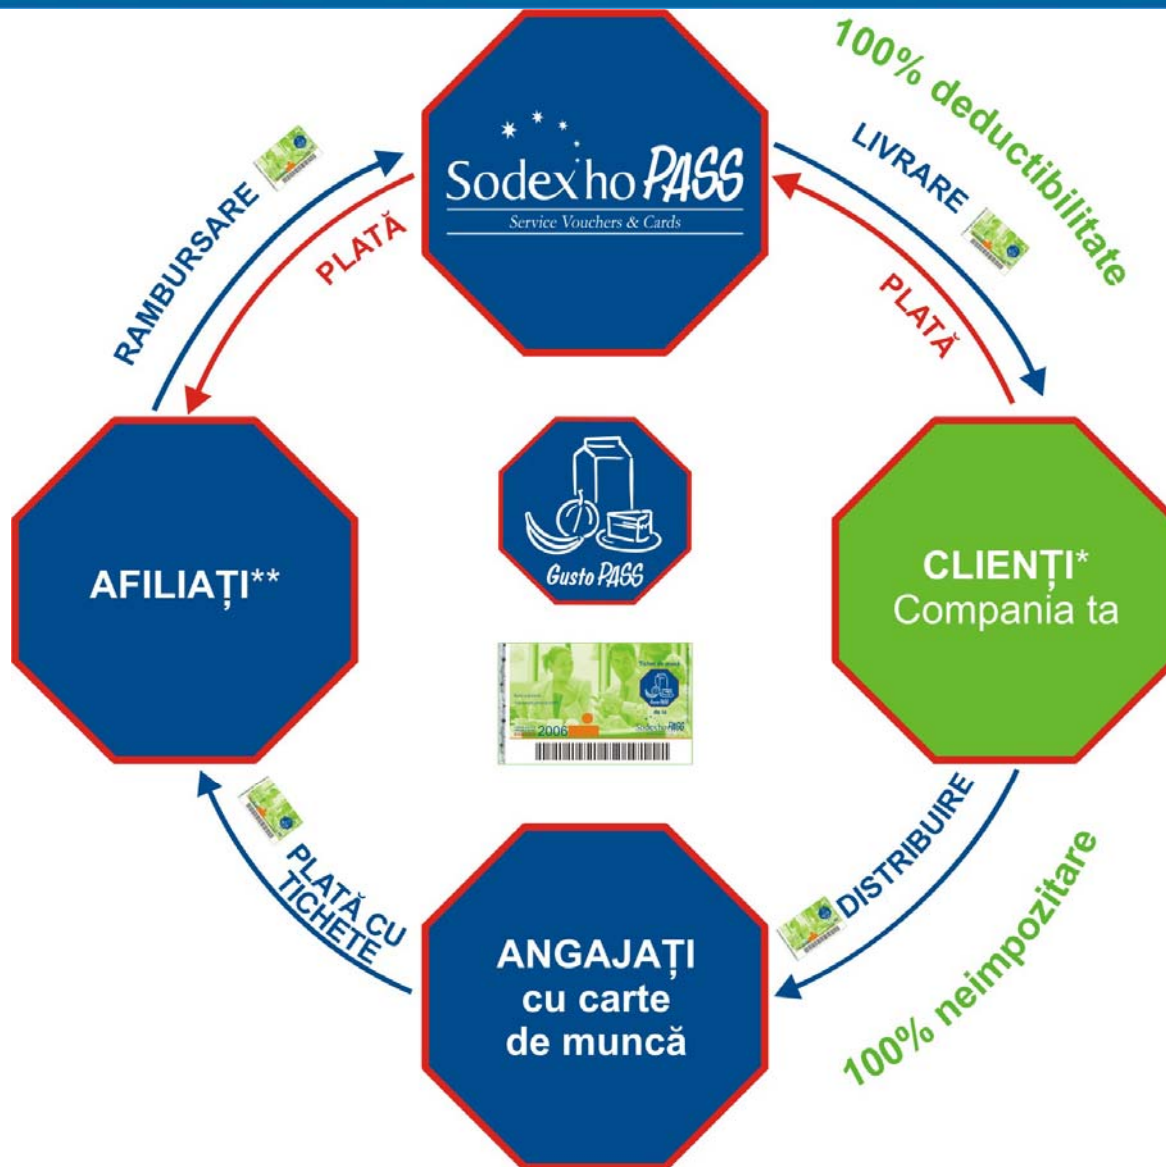 100% deductibilitate
Sodexho PASS
Service Vouchers & Cards
LIVRARE
RAMBURSARE
PLATĂ
PLATĂ
Gusto PASS
AFILIAȚI**
CLIENȚI*
Compania ta
2006
DISTRIBUIRE
PLATĂ CU
TICHETE
ANGAJAȚI
cu carte
de muncă
100% neimpozitare